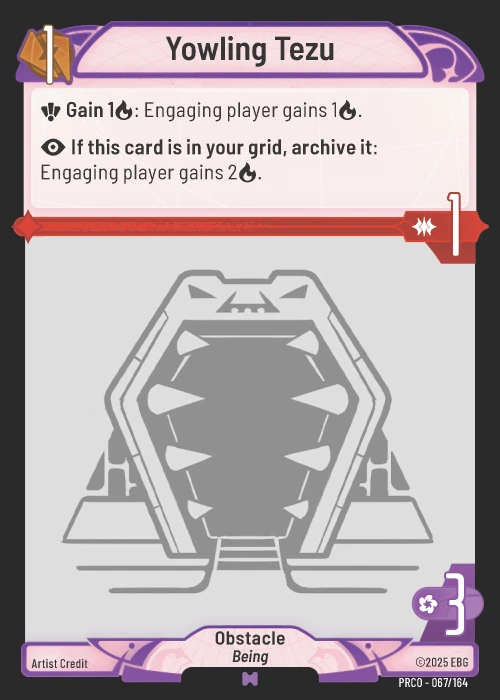 1
Yowling Tezu
Gain 1: Engaging player gains 1.
If this card is in your grid, archive it:
Engaging player gains 2.
1
3
Obstacle
Being
Artist Credit
©2025 EBG
PRCO - 067/164